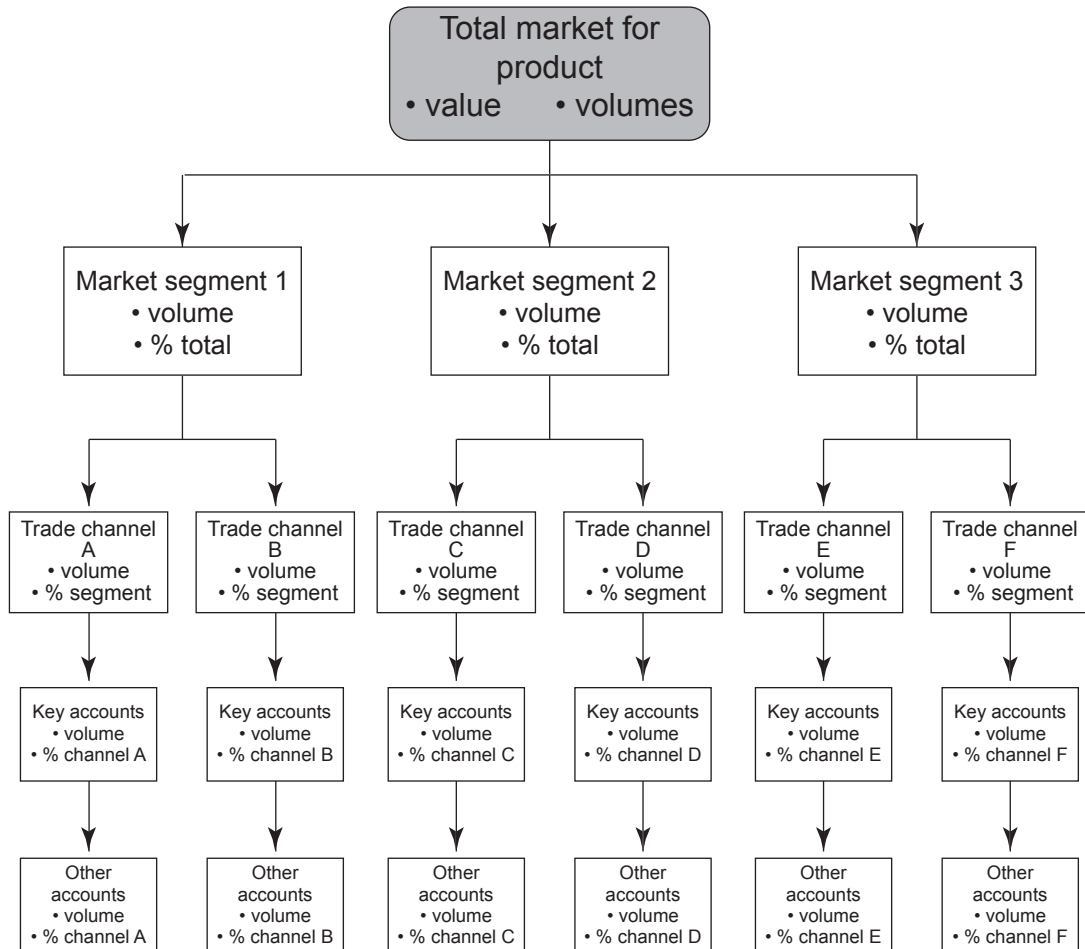 Total market for
product
• value • volumes
Market segment 1
• volume
• % total
Market segment 2
• volume
• % total
Market segment 3
• volume
• % total
Trade channel
A
• volume
• % segment
Trade channel
B
• volume
• % segment
Trade channel
C
• volume
• % segment
Trade channel
D
• volume
• % segment
Trade channel
E
• volume
• % segment
Trade channel
F
• volume
• % segment
Key accounts
• volume
• % channel A
Key accounts
• volume
• % channel B
Key accounts
• volume
• % channel C
Key accounts
• volume
• % channel D
Key accounts
• volume
• % channel E
Key accounts
• volume
• % channel F
Other
accounts
• volume
• % channel A
Other
accounts
• volume
• % channel B
Other
accounts
• volume
• % channel C
Other
accounts
• volume
• % channel D
Other
accounts
• volume
• % channel E
Other
accounts
• volume
• % channel F